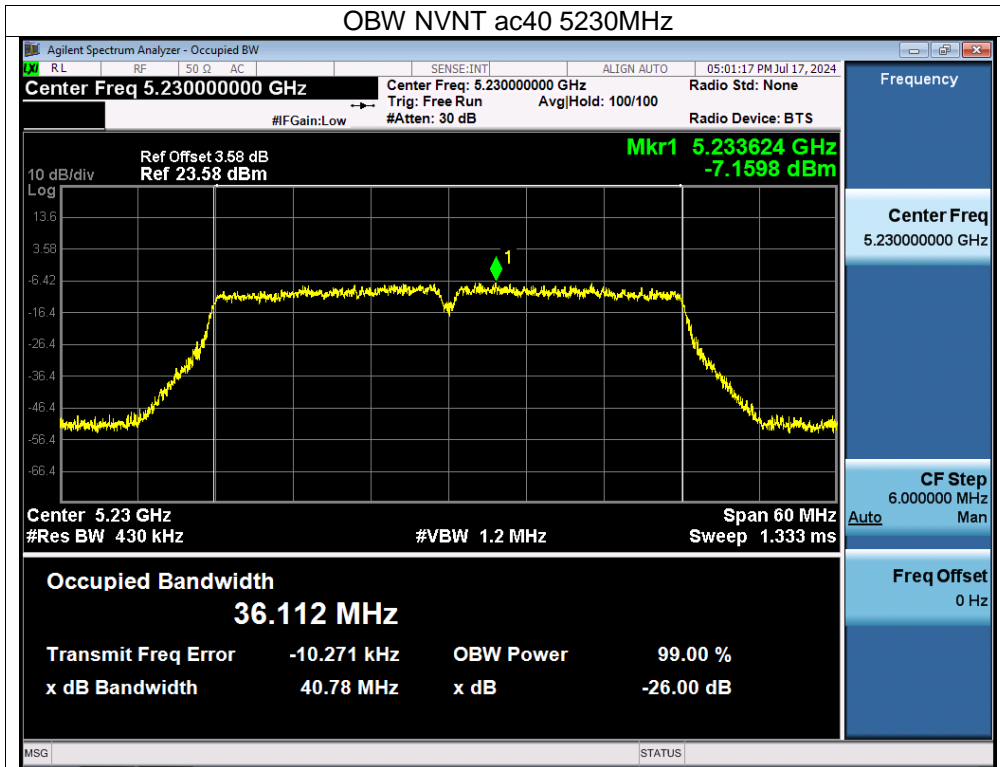 OBW NVNT ac40 5230MHz
Agilent Spectrum Analyzer - Occupied BW
LXI RL RF 50 Ω AC SENSE:INT ALIGN AUTO 05:01:17 PM Jul 17, 2024
Center Freq 5.230000000 GHz
Center Freq: 5.230000000 GHz Radio Std: None
Trig: Free Run Avg|Hold: 100/100
#IFGain:Low #Atten: 30 dB Radio Device: BTS
Ref Offset 3.58 dB
10 dB/div Ref 23.58 dBm
Mkr1 5.233624 GHz
-7.1598 dBm
Log
13.6
3.58
-6.42
-16.4
-26.4
-36.4
-46.4
-56.4
-66.4
1
Center 5.23 GHz Span 60 MHz
#Res BW 430 kHz #VBW 1.2 MHz Sweep 1.333 ms
Occupied Bandwidth
36.112 MHz
Transmit Freq Error -10.271 kHz OBW Power 99.00 %
x dB Bandwidth 40.78 MHz x dB -26.00 dB
MSG STATUS
Frequency
Center Freq
5.230000000 GHz
CF Step
6.000000 MHz
Auto Man
Freq Offset
0 Hz